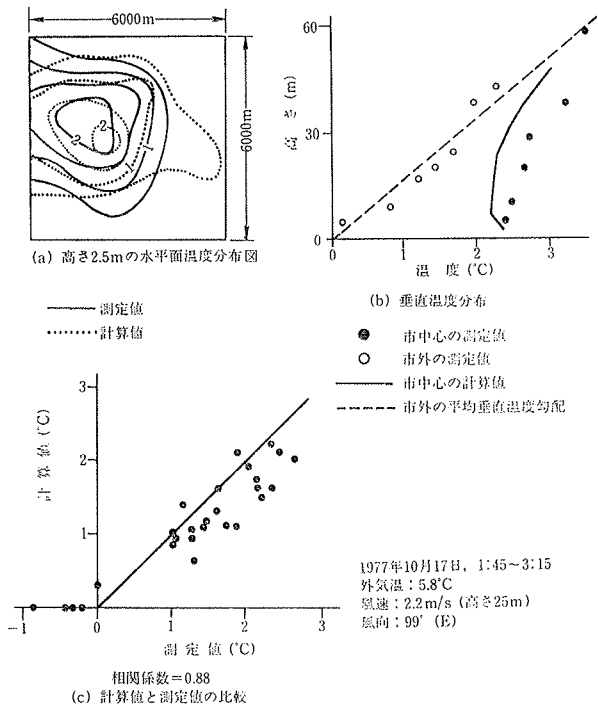 6000m
6000m
2
2
1
1
(a) 高さ2.5mの水平面温度分布図
測定値
計算値
60
30
0
高さ(m)
0
1
2
3
温度(℃)
(b) 垂直温度分布
市中心の測定値
市外の測定値
市中心の計算値
市外の平均垂直温度勾配
3
2
1
計算値(℃)
−1
0
1
2
3
測定値(℃)
相関係数=0.88
(c) 計算値と測定値の比較
1977年10月17日, 1:45〜3:15
外気温:5.8℃
風速:2.2m/s(高さ25m)
風向:99°(E)